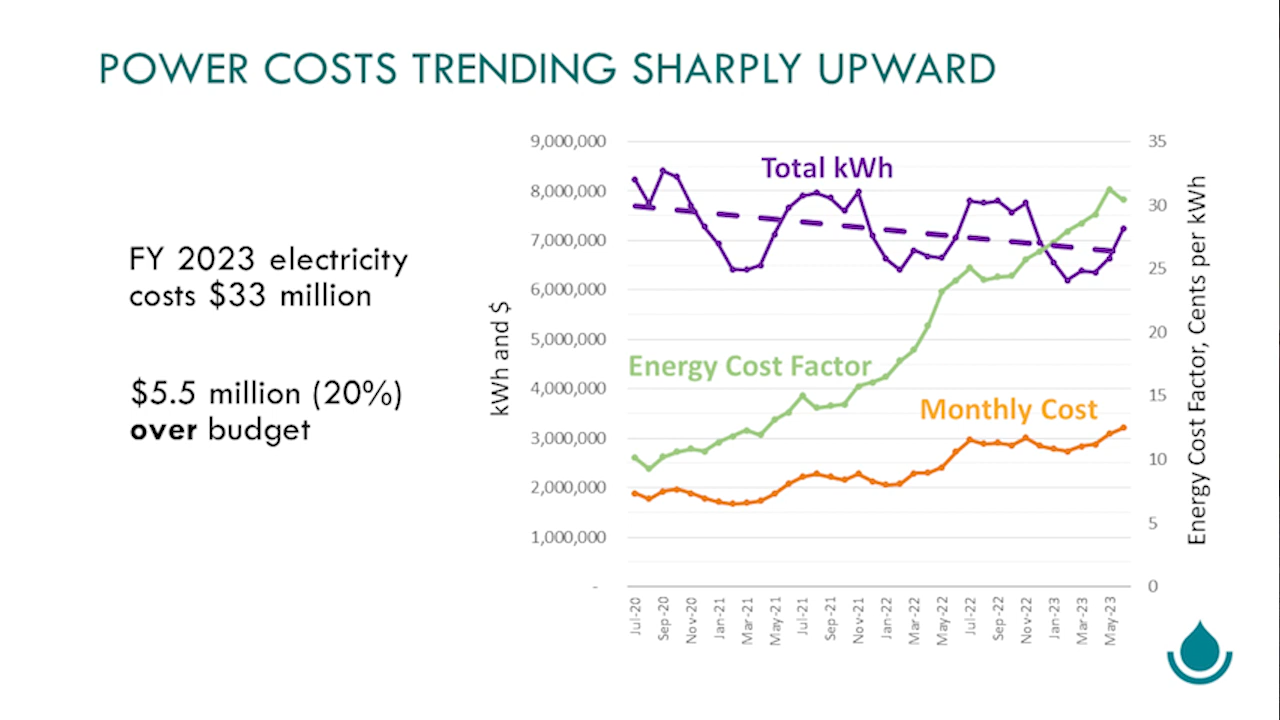 POWER COSTS TRENDING SHARPLY UPWARD
FY 2023 electricity
costs $33 million
$5.5 million (20%)
over budget
kWh and $
9,000,000
8,000,000
7,000,000
6,000,000
5,000,000
4,000,000
3,000,000
2,000,000
1,000,000
-
Total kWh
Energy Cost Factor
Monthly Cost
35
30
25
20
15
10
5
0
Energy Cost Factor, Cents per kWh
Jul-20
Sep-20
Nov-20
Jan-21
Mar-21
May-21
Jul-21
Sep-21
Nov-21
Jan-22
Mar-22
May-22
Jul-22
Sep-22
Nov-22
Jan-23
Mar-23
May-23